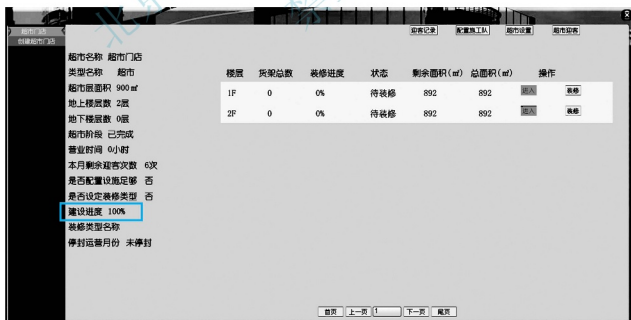 超市门店
创建超市门店
迎客记录 配置施工队 超市设置 超市迎客
超市名称 超市门店
类型名称 超市
超市展面积 900㎡
地上楼层数 2层
地下楼层数 0层
超市阶段 已完成
营业时间 0小时
本月剩余迎客次数 6次
是否配置设施足够 否
是否设定装修类型 否
建设进度 100%
装修类型名称
停封运营月份 未停封
楼层 货架总数 装修进度 状态 剩余面积(㎡) 总面积(㎡) 操作
1F 0 0% 待装修 892 892 进入 装修
2F 0 0% 待装修 892 892 进入 装修
首页 上一页 1 下一页 尾页